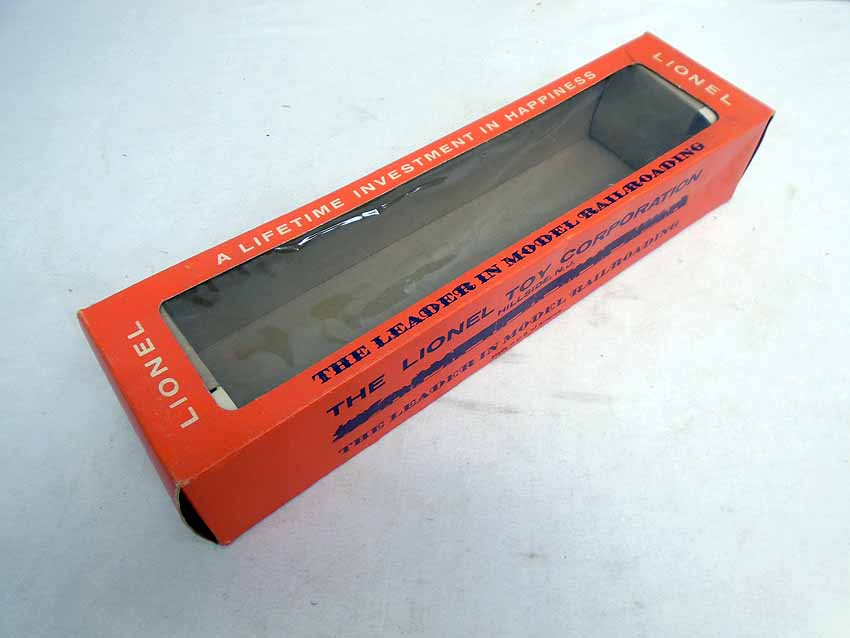 LIONEL
A LIFETIME INVESTMENT IN HAPPINESS
LIONEL
THE LEADER IN MODEL RAILROADING
THE LIONEL TOY CORPORATION
HILLSIDE, N.J.
THE LEADER IN MODEL RAILROADING